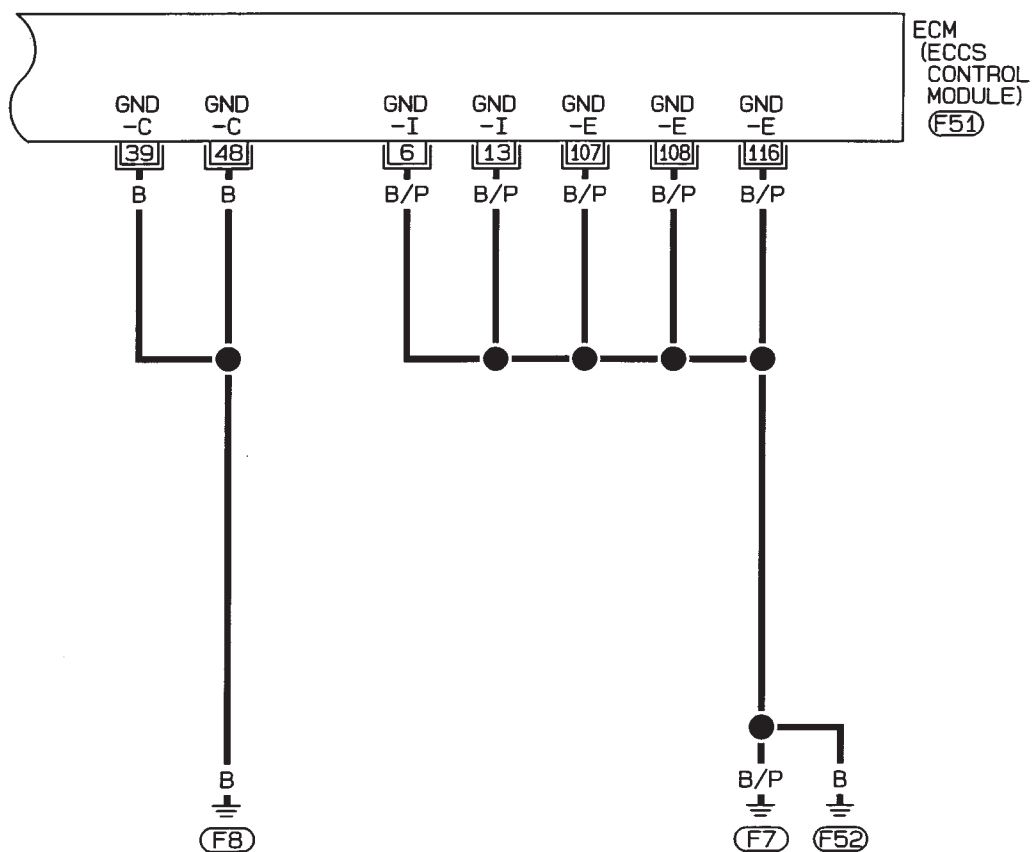 ECM
(ECCS
CONTROL
MODULE)
F51
GND GND GND GND GND GND GND
-C -C -I -I -E -E -E
39 48 6 13 107 108 116
B B B/P B/P B/P B/P B/P
B B/P B
F8 F7 F52